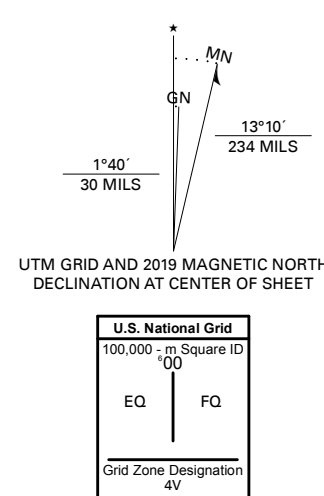 ★
MN
GN
13°10´
234 MILS
1°40´
30 MILS
UTM GRID AND 2019 MAGNETIC NORTH
DECLINATION AT CENTER OF SHEET
U.S. National Grid
100,000 - m Square ID
⁶00
EQ FQ
Grid Zone Designation
4V